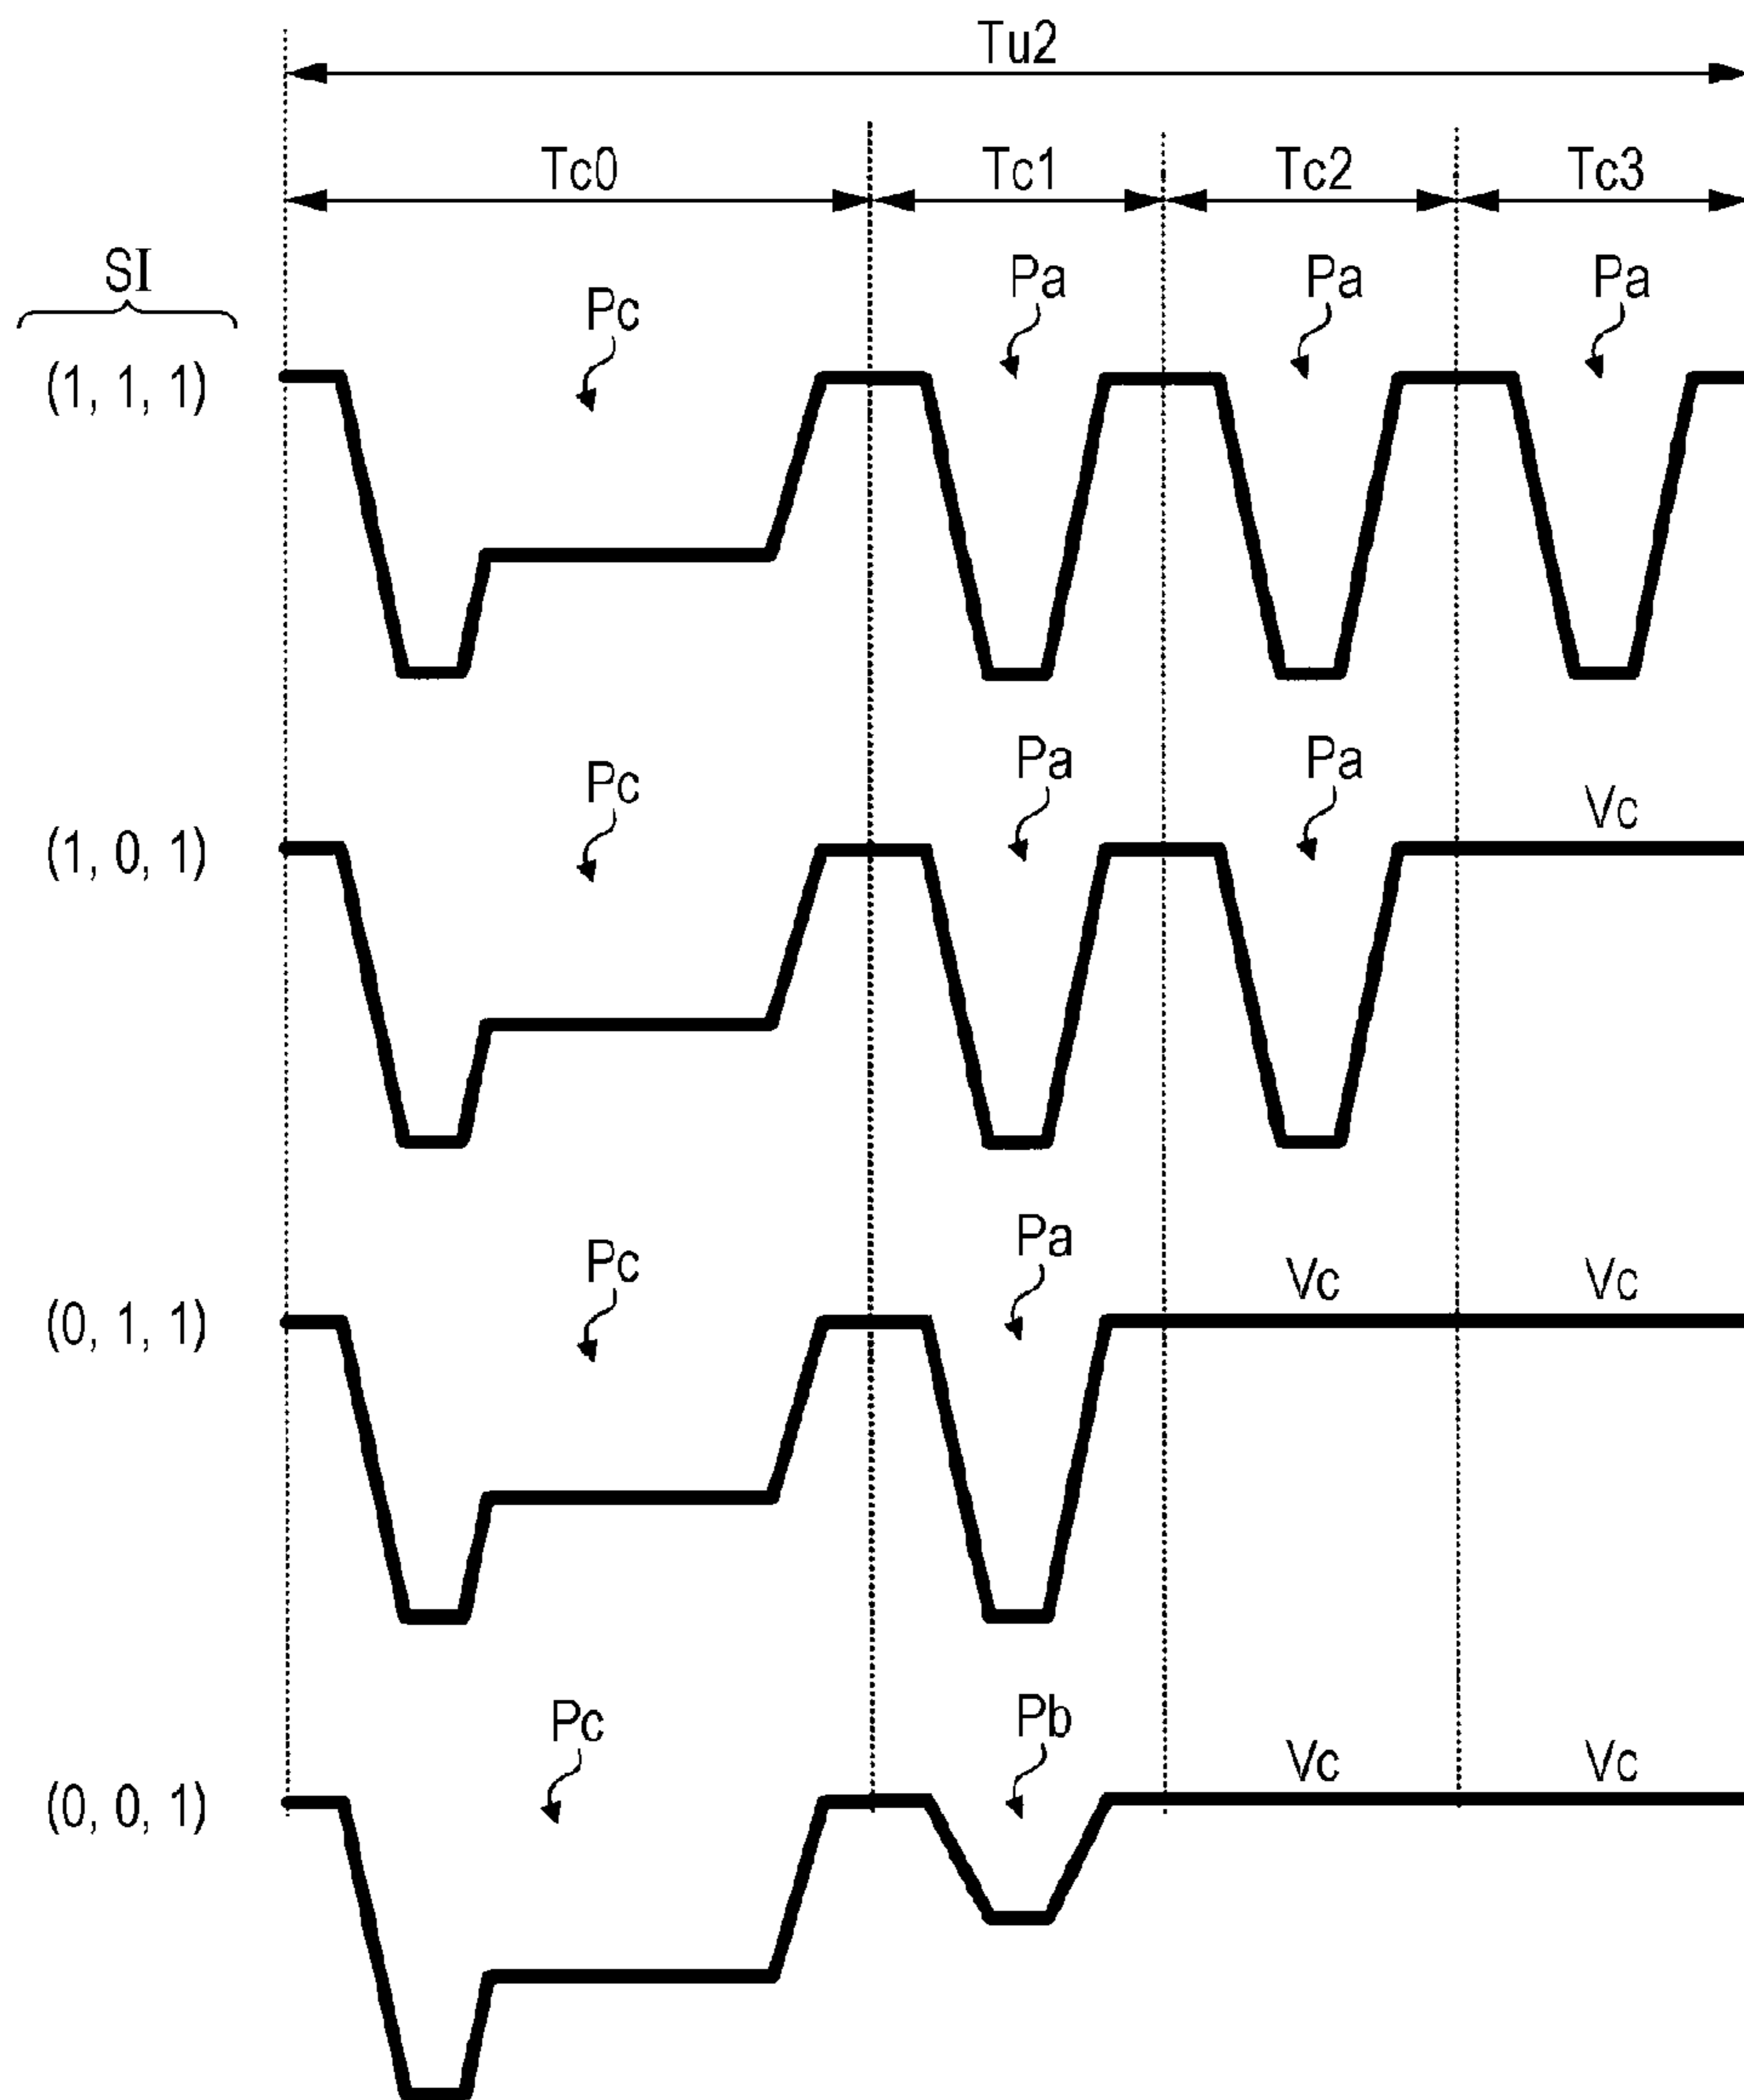 Tu2
Tc0 Tc1 Tc2 Tc3
SI
Pc Pa Pa Pa
(1, 1, 1)
Pc Pa Pa Vc
(1, 0, 1)
Pc Pa Vc Vc
(0, 1, 1)
Pc Pb Vc Vc
(0, 0, 1)